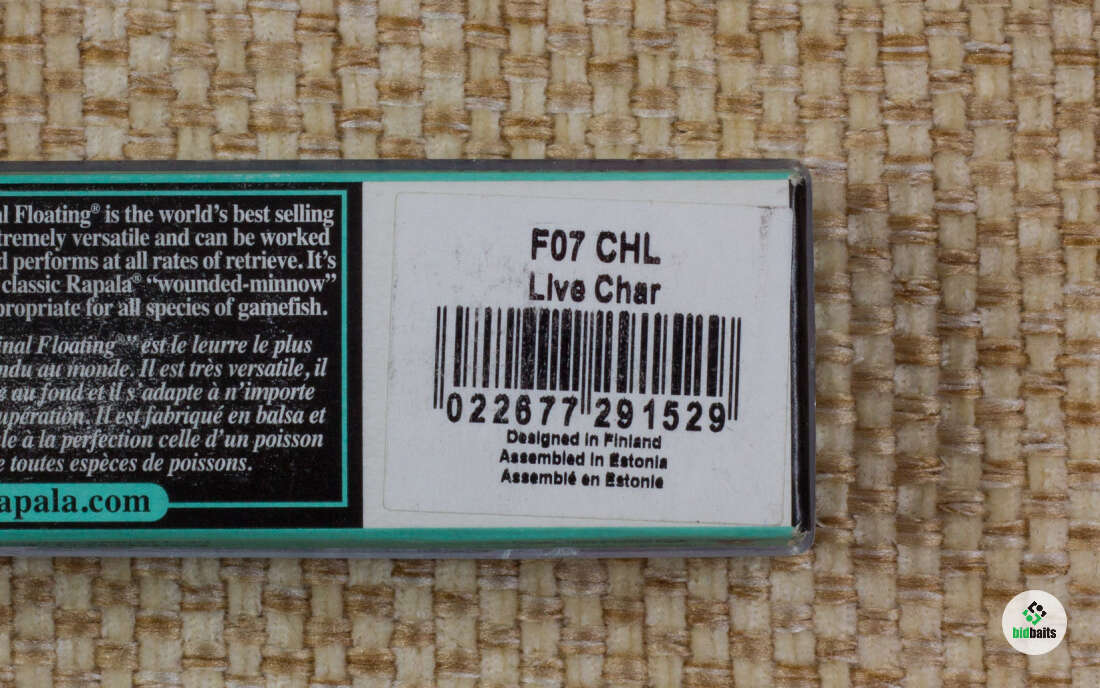 al Floating® is the world's best selling
tremely versatile and can be worked
d performs at all rates of retrieve. It's
classic Rapala® “wounded-minnow”
propriate for all species of gamefish.
inal Floating®” est le leurre le plus
ndu au monde. Il est très versatile, il
e au fond et il s'adapte à n'importe
upération. Il est fabriqué en balsa et
le à la perfection celle d'un poisson
e toutes espèces de poissons.
apala.com
F07 CHL
Live Char
022677 291529
Designed in Finland
Assembled in Estonia
Assemblé en Estonie
bidbaits